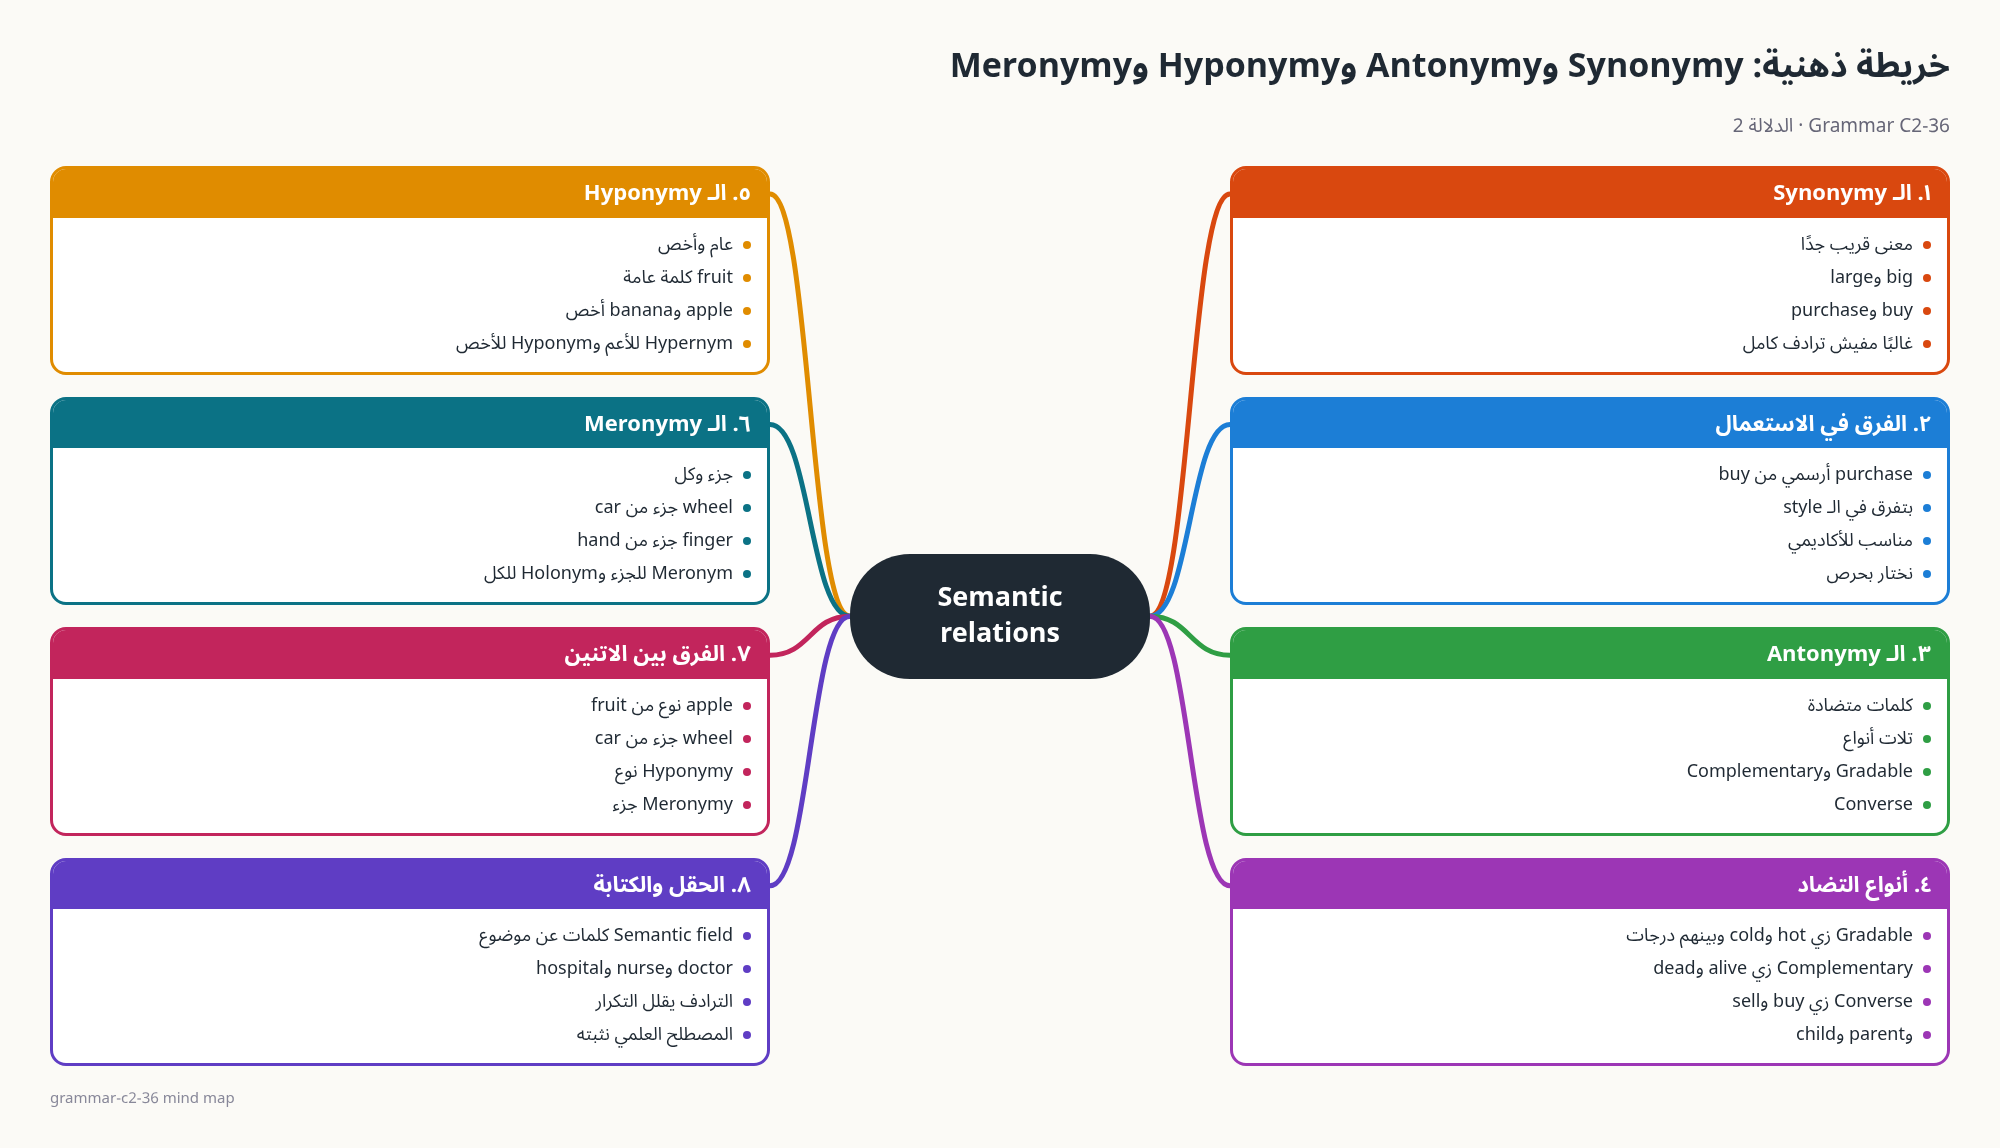 خريطة ذهنية: Synonymy وAntonymy وHyponymy وMeronymy
Grammar C2-36 · الدلالة 2
١. الـ Synonymy
معنى قريب جدًا
big وlarge
buy وpurchase
غالبًا مفيش ترادف كامل
٢. الفرق في الاستعمال
purchase أرسمي من buy
بتفرق في الـ style
مناسب للأكاديمي
نختار بحرص
٣. الـ Antonymy
كلمات متضادة
تلات أنواع
Gradable وComplementary
Converse
٤. أنواع التضاد
Gradable زي hot وcold وبينهم درجات
Complementary زي alive وdead
Converse زي buy وsell
وparent وchild
Semantic
relations
٥. الـ Hyponymy
عام وأخص
fruit كلمة عامة
apple وbanana أخص
Hypernym للأعم وHyponym للأخص
٦. الـ Meronymy
جزء وكل
wheel جزء من car
finger جزء من hand
Meronym للجزء وHolonym للكل
٧. الفرق بين الاتنين
apple نوع من fruit
wheel جزء من car
Hyponymy نوع
Meronymy جزء
٨. الحقل والكتابة
Semantic field كلمات عن موضوع
doctor وnurse وhospital
الترادف يقلل التكرار
المصطلح العلمي نثبته
grammar-c2-36 mind map